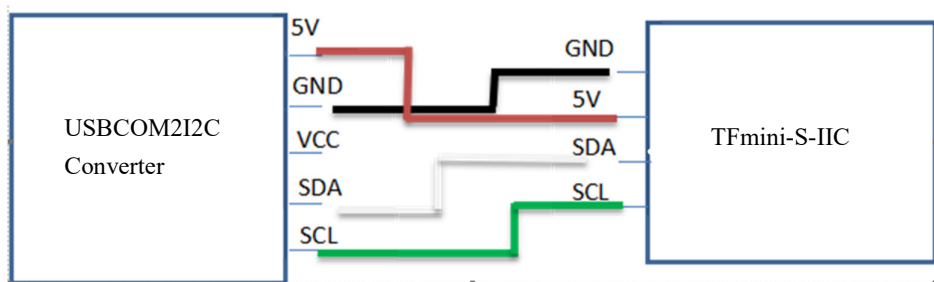 5V
GND
VCC
SDA
SCL
USBCOM2I2C
Converter
GND
5V
SDA
SCL
TFmini-S-IIC